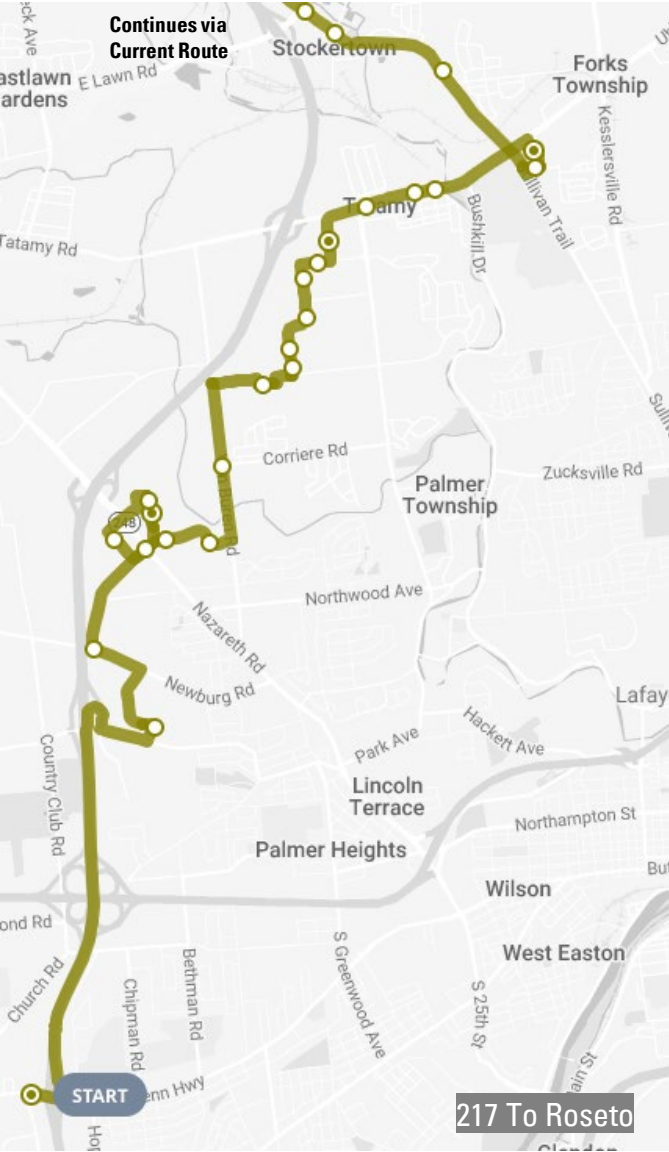 Continues via
Current Route
Stockertown
E Lawn Rd
Forks
Township
Kesslersville Rd
Tatamy Rd
Bushkill Dr
Corriere Rd
Zucksville Rd
Palmer
Township
248
Northwood Ave
Nazareth Rd
Newburg Rd
Hackett Ave
Park Ave
Country Club Rd
Lincoln
Terrace
Northampton St
Palmer Heights
Wilson
West Easton
Church Rd
Chipman Rd
Bethman Rd
S Greenwood Ave
S 25th St
START
217 To Roseto